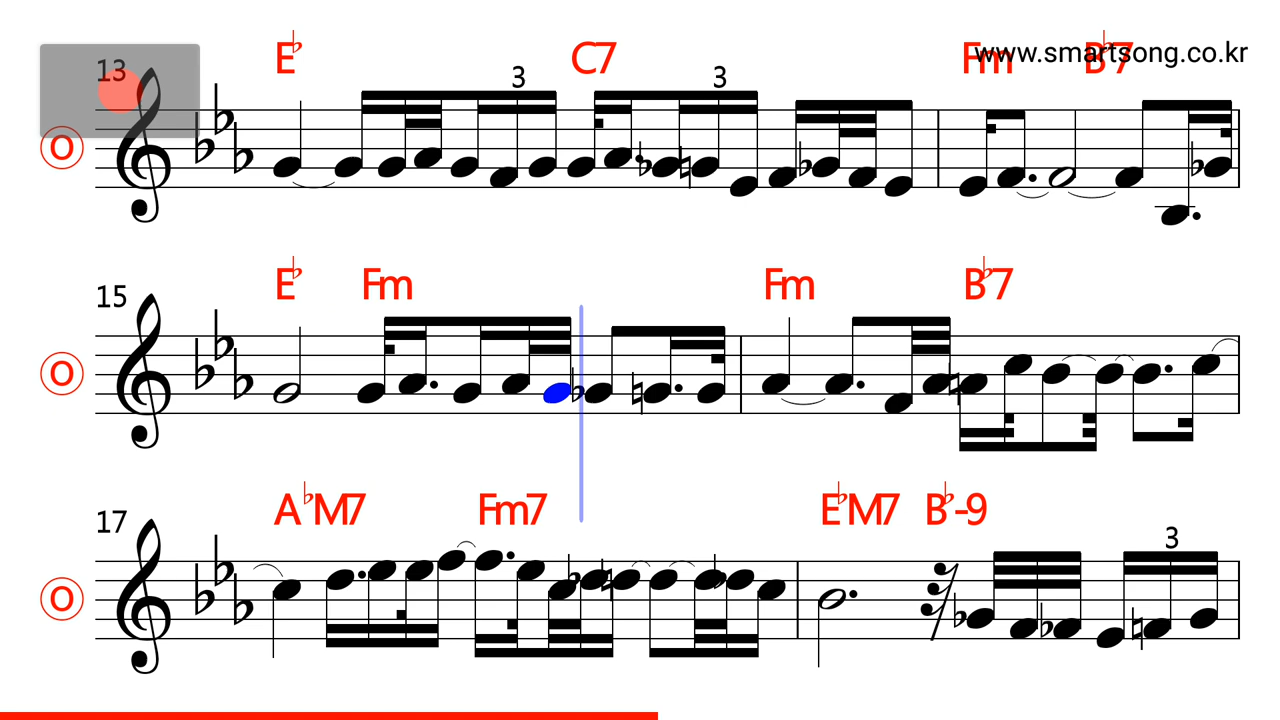 www.smartsong.co.kr
13 E♭ C7 Fm B♭7
3 3
O
15 E♭ Fm Fm B♭7
O
17 A♭M7 Fm7 E♭M7 B♭-9
3
O